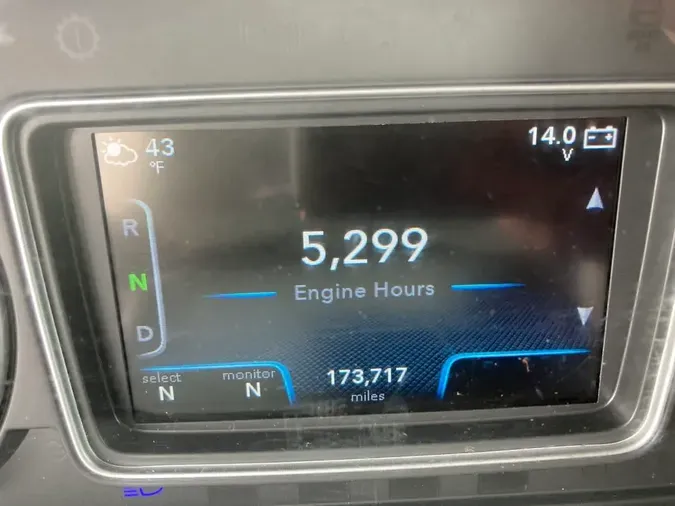 43
°F
14.0
V
R
5,299
N
Engine Hours
D
select
N
monitor
N
173,717
miles